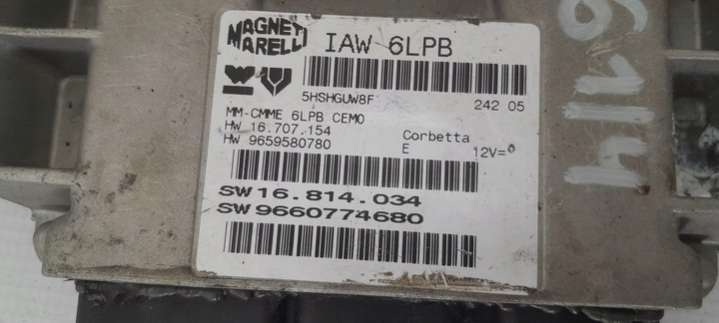 MAGNETI MARELLI
IAW 6LPB
5HSHGUW8F
242 05
MM-CMME 6LPB CEMO
HW 16.707.154
HW 9659580780
Corbetta
E 12V=
SW 16.814.034
SW 9660774680